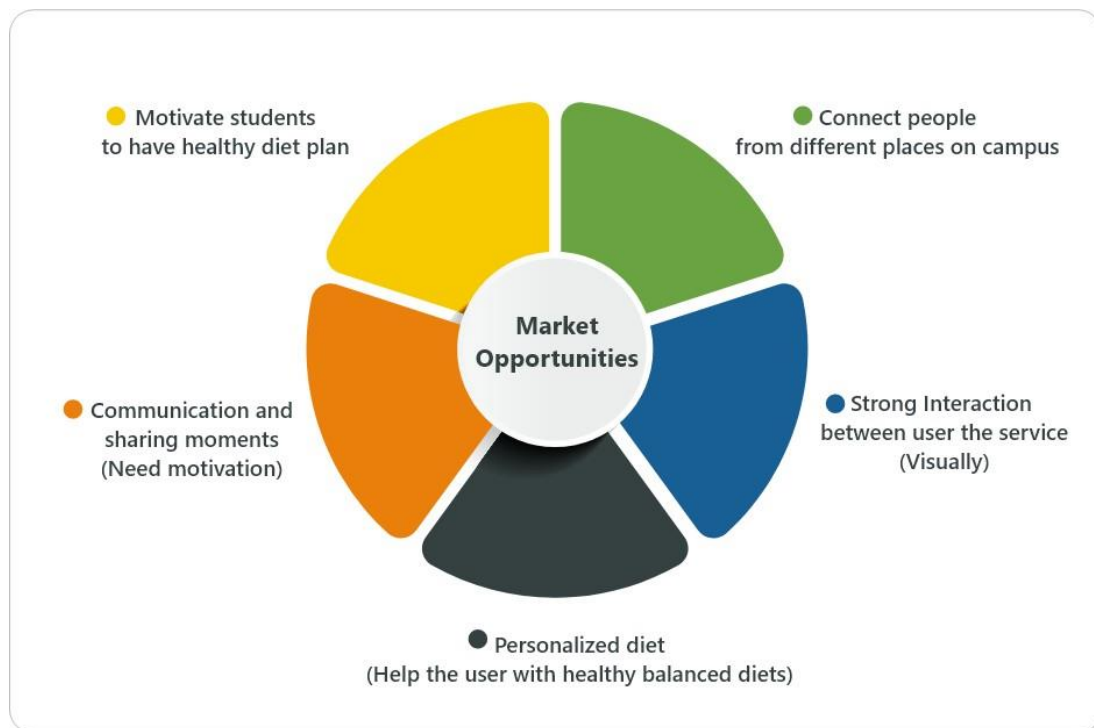 Motivate students
to have healthy diet plan
Connect people
from different places on campus
Market
Opportunities
Communication and
sharing moments
(Need motivation)
Strong Interaction
between user the service
(Visually)
Personalized diet
(Help the user with healthy balanced diets)